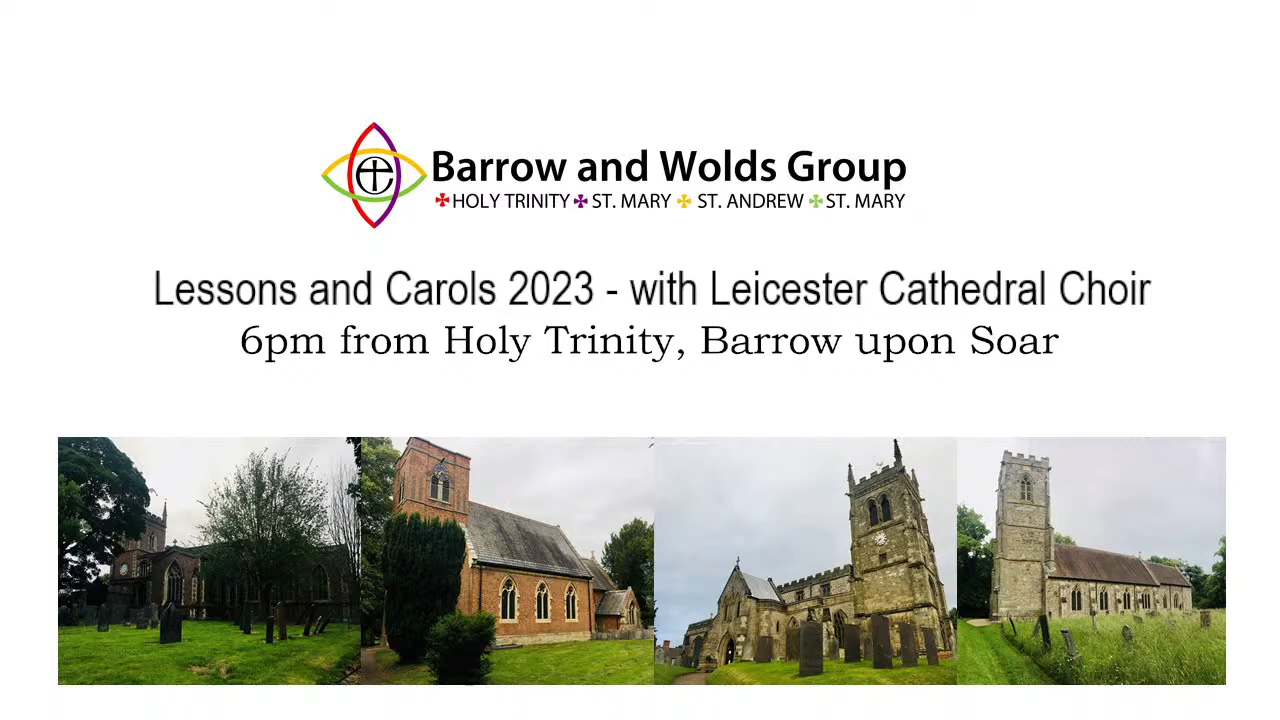 Barrow and Wolds Group
HOLY TRINITY ST. MARY ST. ANDREW ST. MARY
Lessons and Carols 2023 - with Leicester Cathedral Choir
6pm from Holy Trinity, Barrow upon Soar